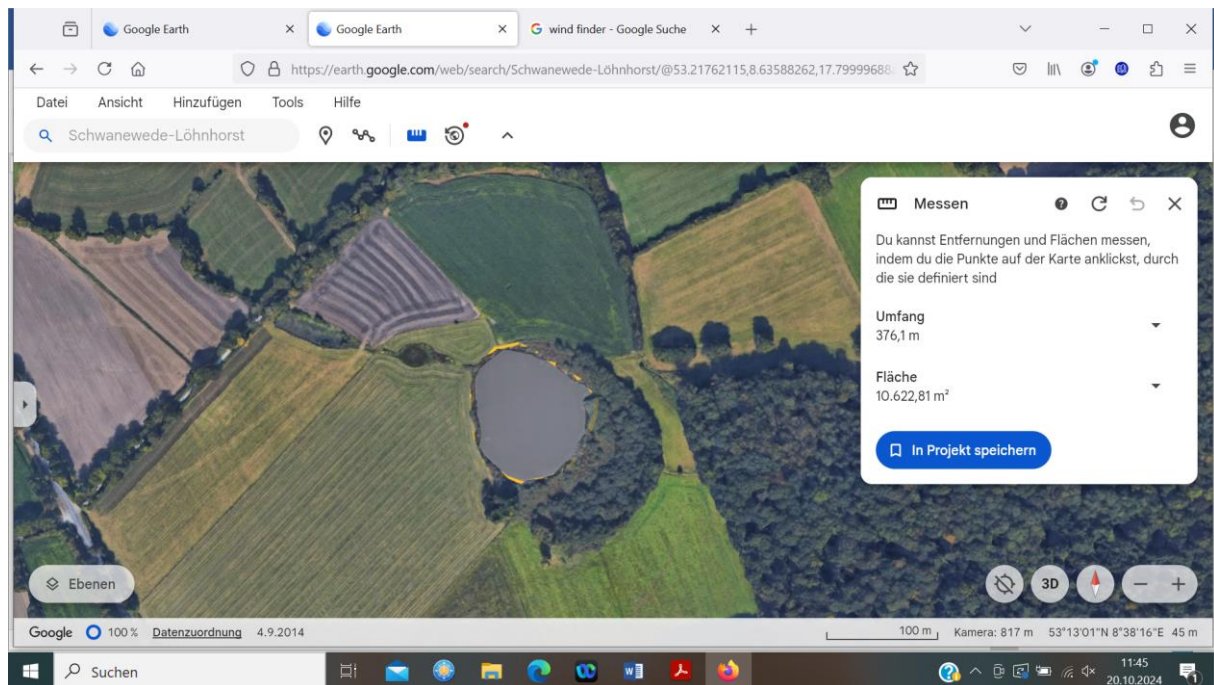 Google Earth
Google Earth
wind finder - Google Suche
https://earth.google.com/web/search/Schwanewede-Löhnhorst/@53.21762115,8.63588262,17.79999688
Datei Ansicht Hinzufügen Tools Hilfe
Schwanewede-Löhnhorst
Messen
Du kannst Entfernungen und Flächen messen,
indem du die Punkte auf der Karte anklickst, durch
die sie definiert sind
Umfang
376,1 m
Fläche
10.622,81 m²
In Projekt speichern
Ebenen
3D
Google 100 % Datenzuordnung 4.9.2014 100 m Kamera: 817 m 53°13'01"N 8°38'16"E 45 m
Suchen
11:45
20.10.2024